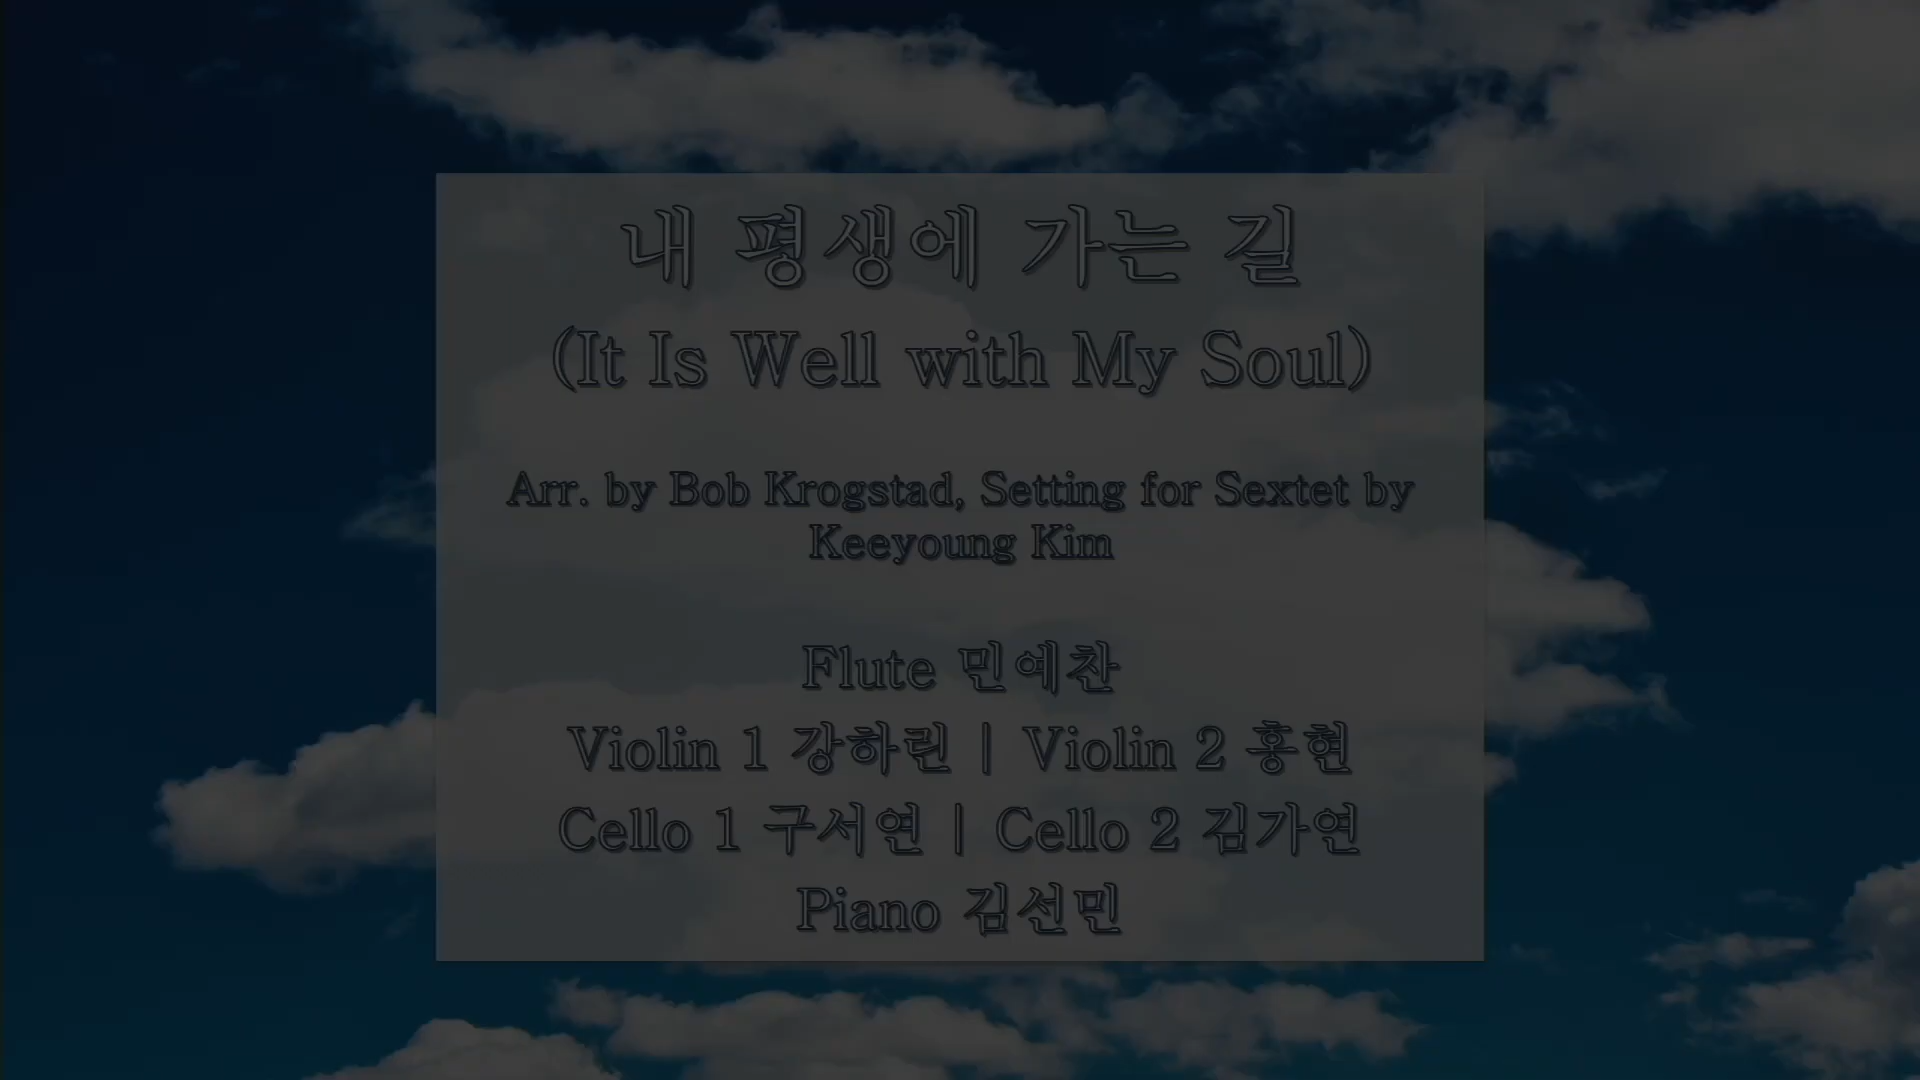 내 평생에 가는 길
(It Is Well with My Soul)
Arr. by Bob Krogstad, Setting for Sextet by
Keeyoung Kim
Flute 민예찬
Violin 1 강하린 | Violin 2 홍현
Cello 1 구서연 | Cello 2 김가연
Piano 김선민